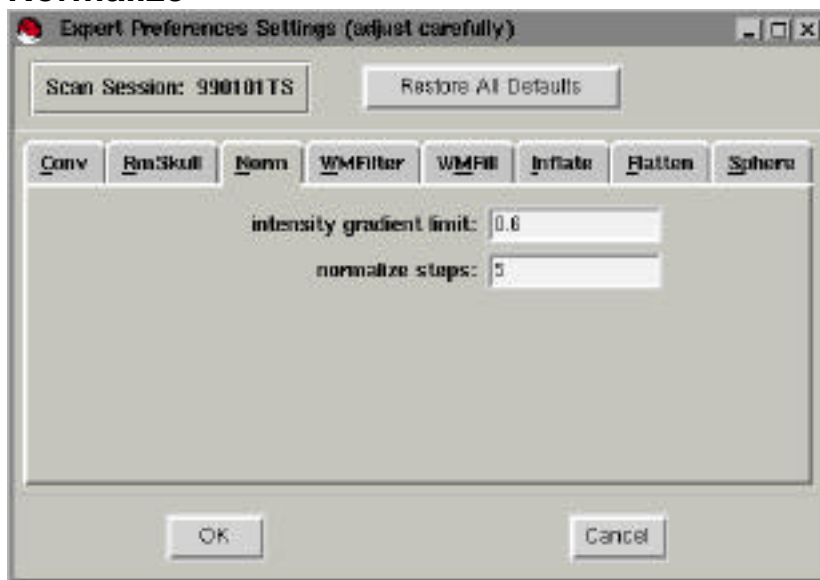 Normalize
Expert Preferences Settings (adjust carefully)
Scan Session: 990101TS
Restore All Defaults
Conv RmSkull Norm WMFilter WMFill Inflate Flatten Sphere
intensity gradient limit: 0.6
normalize steps: 5
OK Cancel